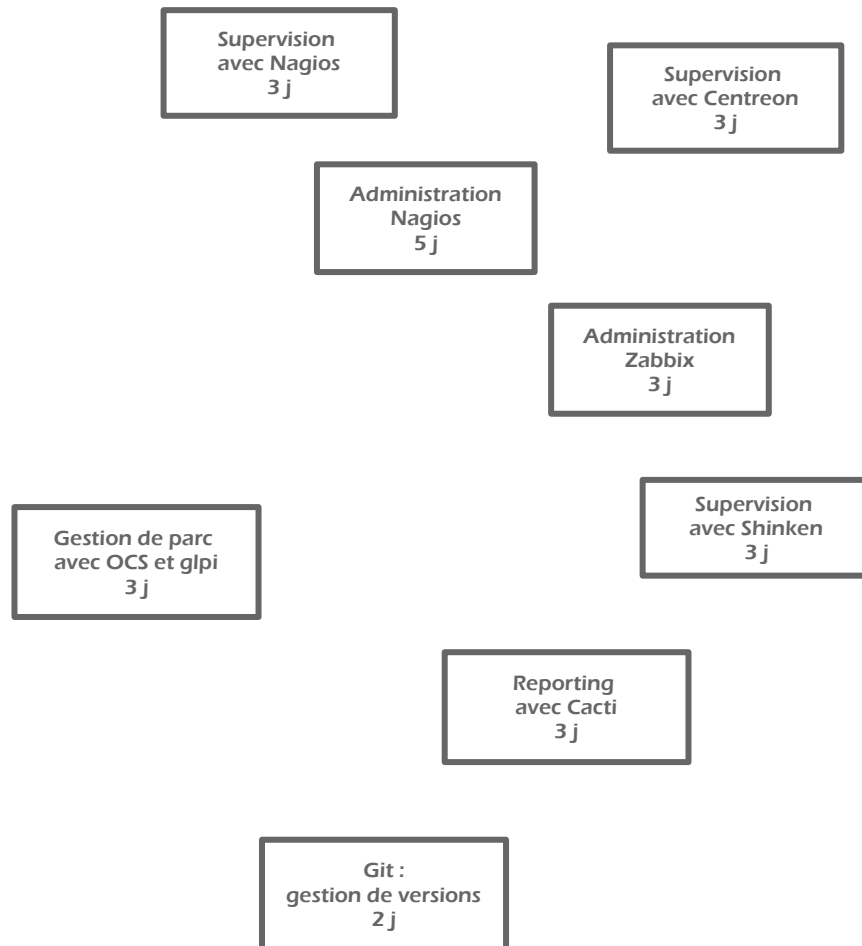 Supervision
avec Nagios
3 j
Supervision
avec Centreon
3 j
Administration
Nagios
5 j
Administration
Zabbix
3 j
Supervision
avec Shinken
3 j
Gestion de parc
avec OCS et glpi
3 j
Reporting
avec Cacti
3 j
Git :
gestion de versions
2 j